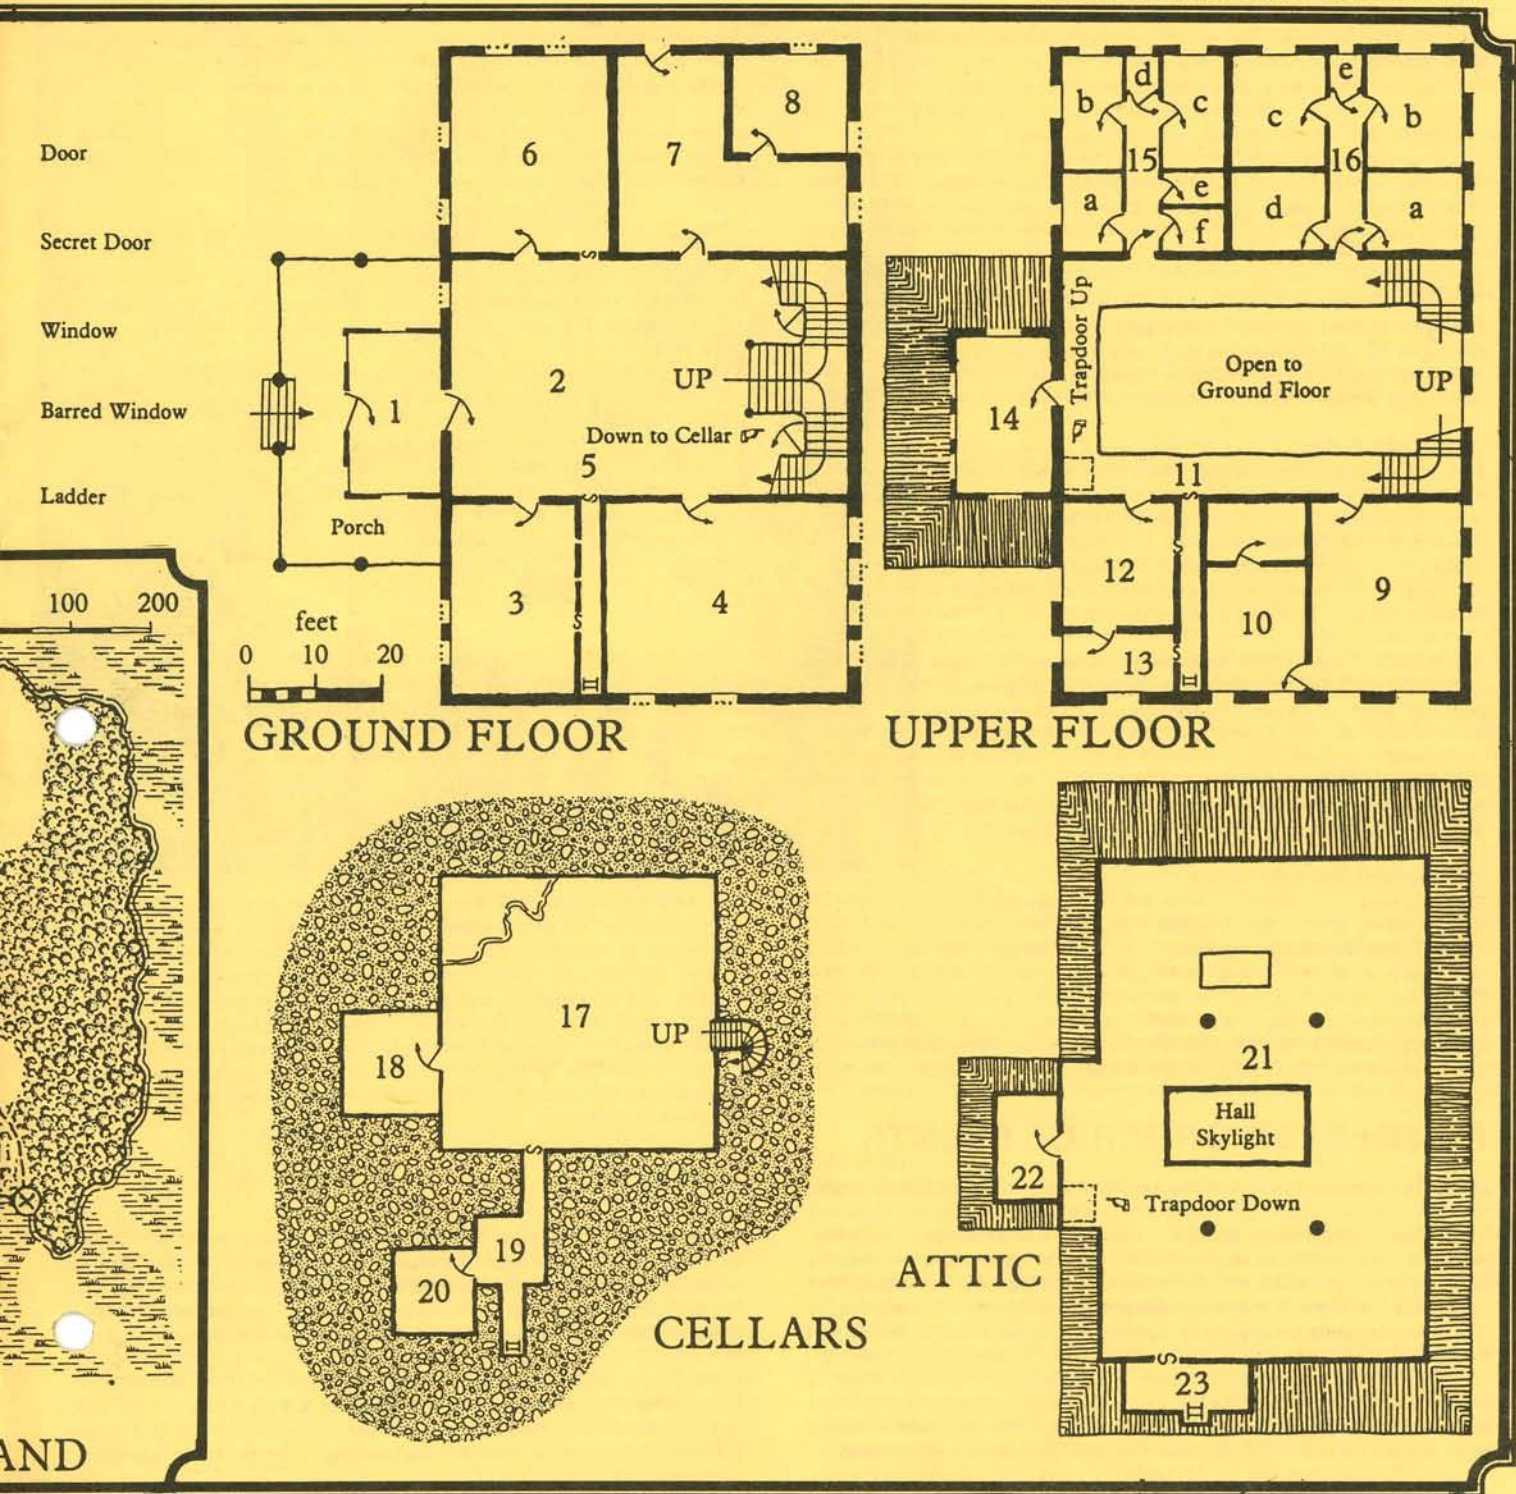 Door
Secret Door
Window
Barred Window
Ladder
100 200
AND
6
7
8
S
1
2
UP
Down to Cellar
5
S
Porch
3
S
4
feet
0 10 20
GROUND FLOOR
b
d
c
c
e
b
15
16
a
e
f
d
a
Trapdoor Up
Open to
Ground Floor
UP
14
11
S
S
12
10
9
13
S
UPPER FLOOR
17
UP
18
S
19
20
CELLARS
21
Hall
Skylight
22
Trapdoor Down
ATTIC
S
23